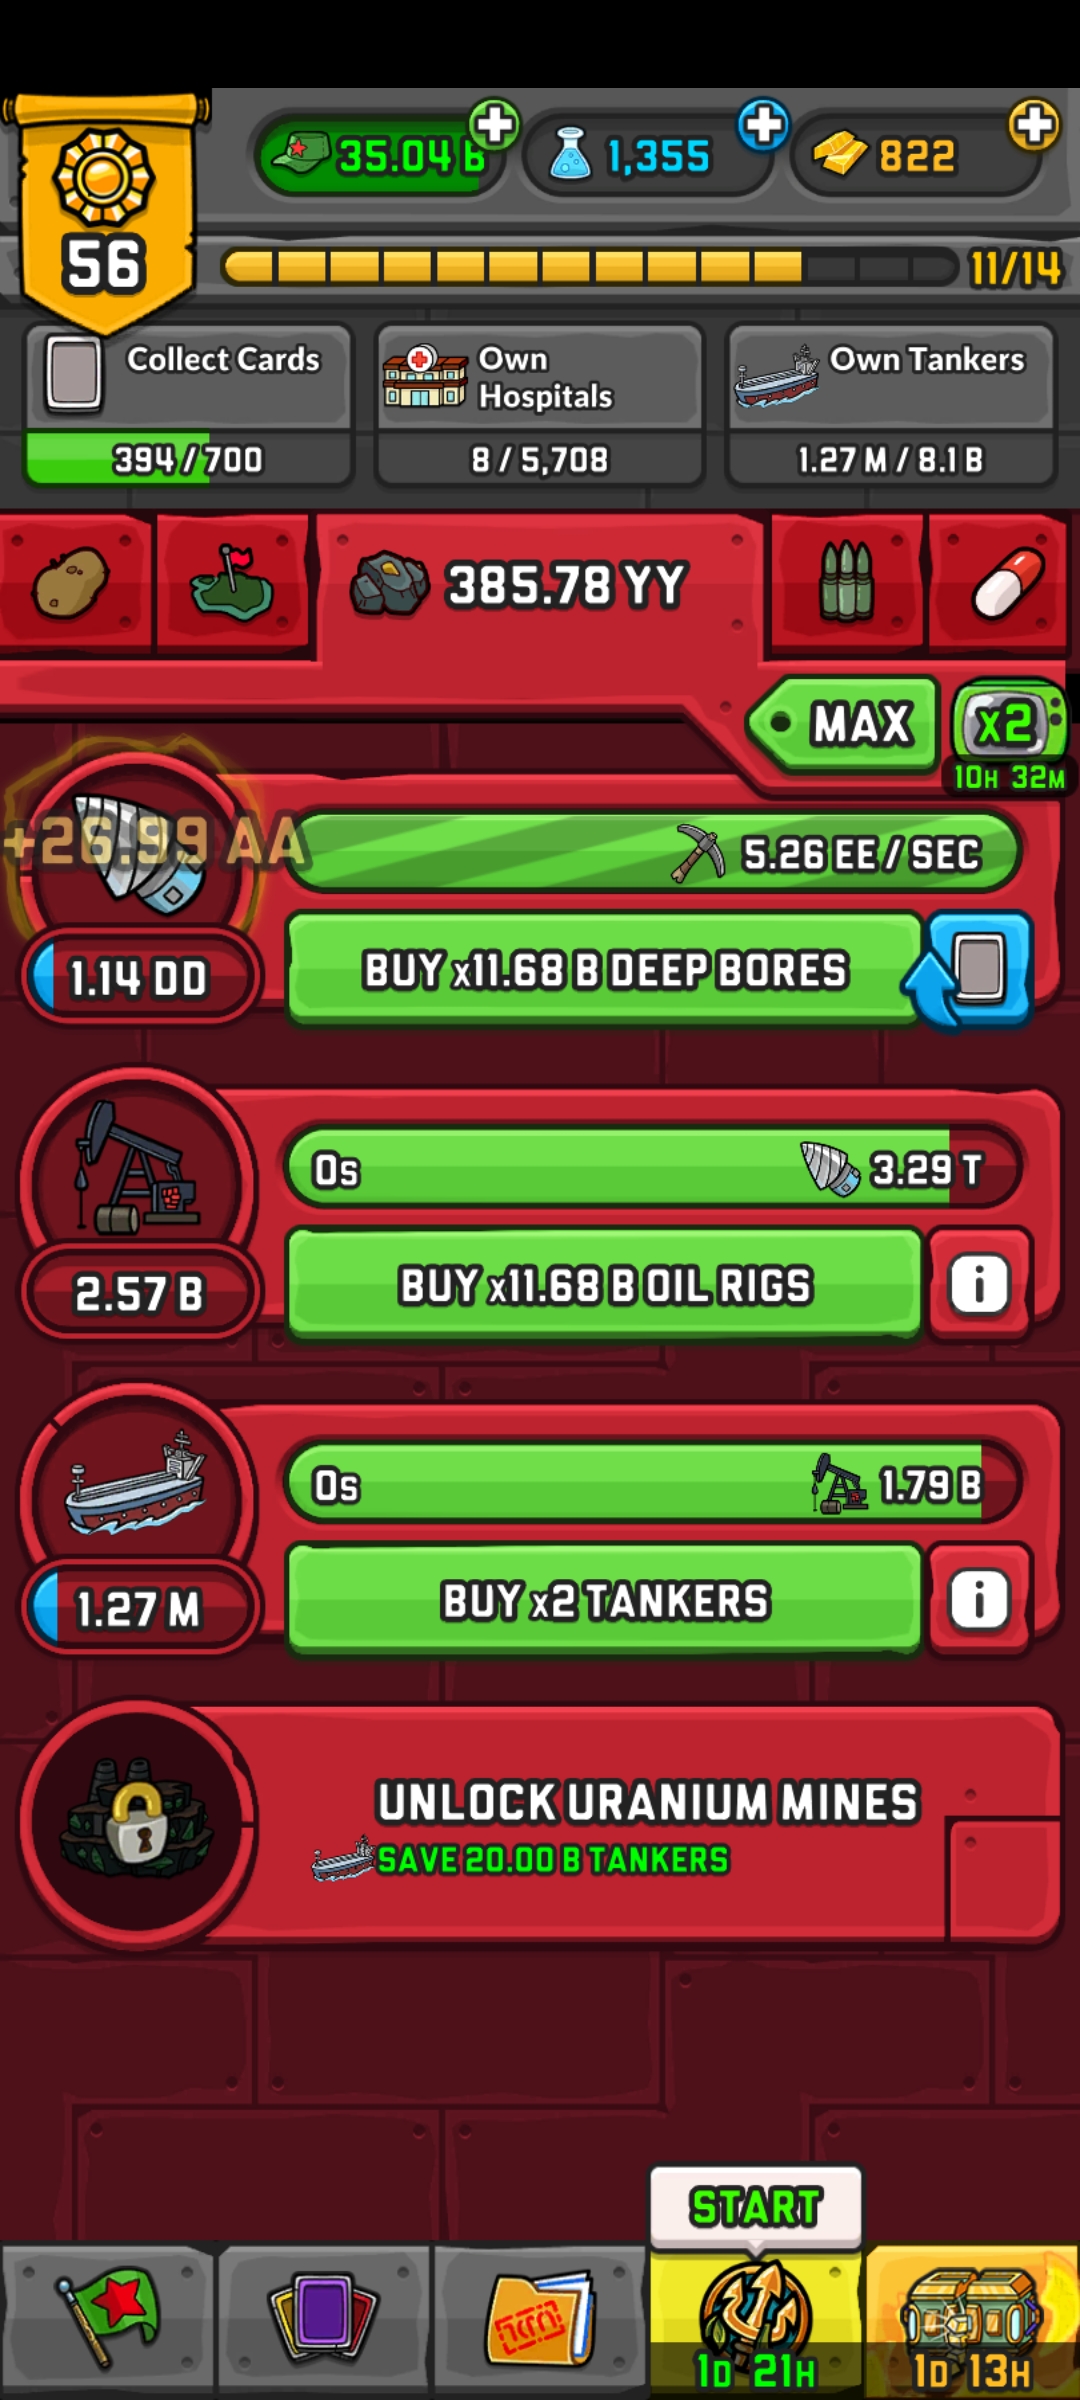 35.04 B
1,355
822
56
11/14
Collect Cards
394/700
Own
Hospitals
8/5,708
Own Tankers
1.27 M/8.1 B
385.78 YY
MAX
x2
10H 32M
+26.99 AA
5.26 EE/SEC
1.14 DD
BUY x11.68 B DEEP BORES
0s
3.29 T
2.57 B
BUY x11.68 B OIL RIGS
i
0s
1.79 B
1.27 M
BUY x2 TANKERS
i
UNLOCK URANIUM MINES
SAVE 20.00 B TANKERS
START
1D 21H
1D 13H